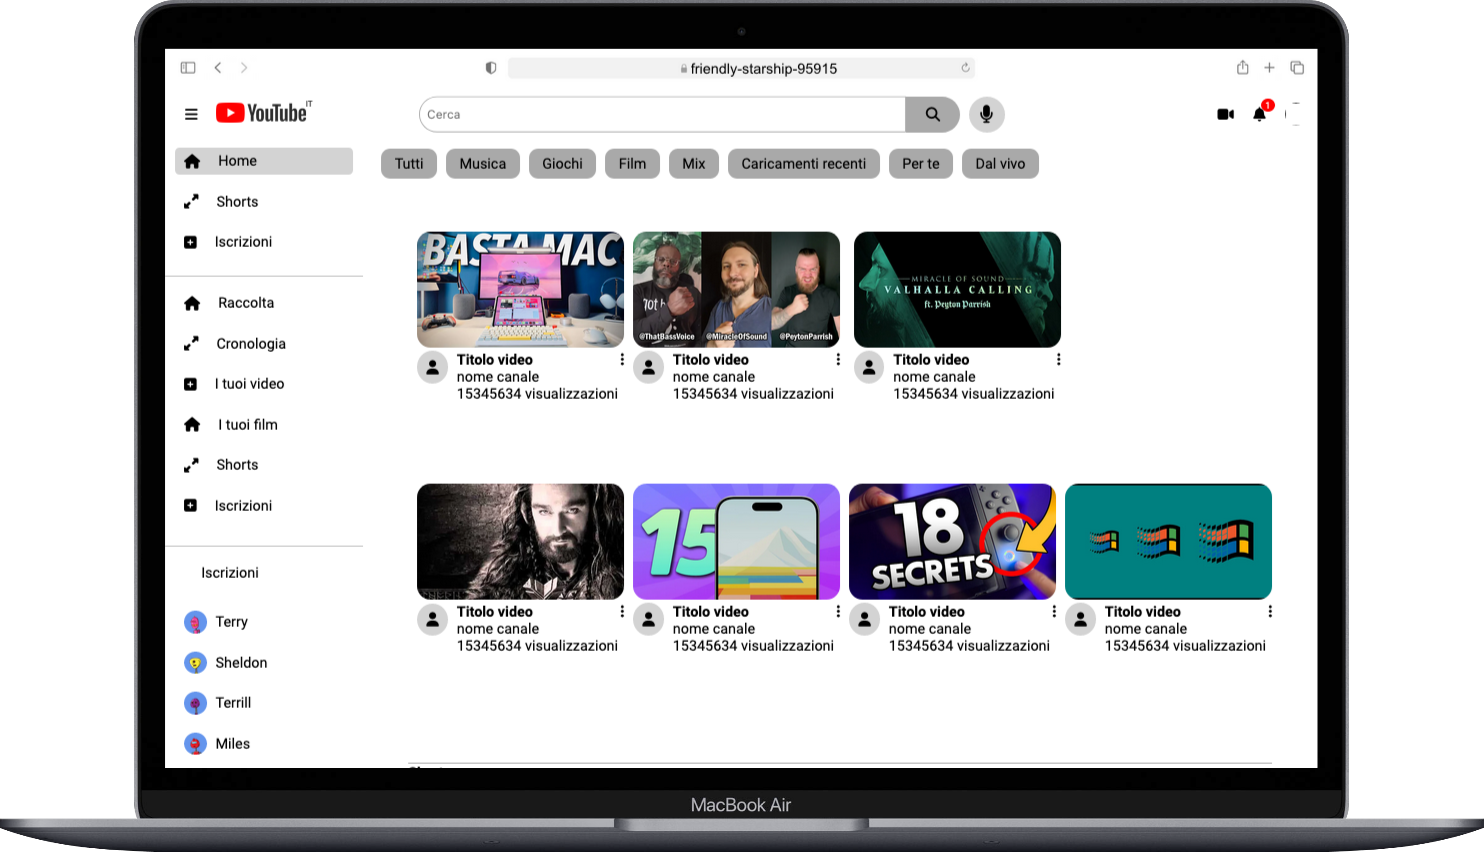 friendly-starship-95915
YouTube IT
Cerca
1
Home
Shorts
Iscrizioni
Raccolta
Cronologia
I tuoi video
I tuoi film
Shorts
Iscrizioni
Iscrizioni
Terry
Sheldon
Terrill
Miles
Tutti Musica Giochi Film Mix Caricamenti recenti Per te Dal vivo
BASTA MAC
@ThatBassVoice @MiracleOfSound @PeytonParrish
MIRACLE OF SOUND
VALHALLA CALLING
ft. Peyton Parrish
Titolo video
nome canale
15345634 visualizzazioni
Titolo video
nome canale
15345634 visualizzazioni
Titolo video
nome canale
15345634 visualizzazioni
15
18
SECRETS
Titolo video
nome canale
15345634 visualizzazioni
Titolo video
nome canale
15345634 visualizzazioni
Titolo video
nome canale
15345634 visualizzazioni
Titolo video
nome canale
15345634 visualizzazioni
MacBook Air